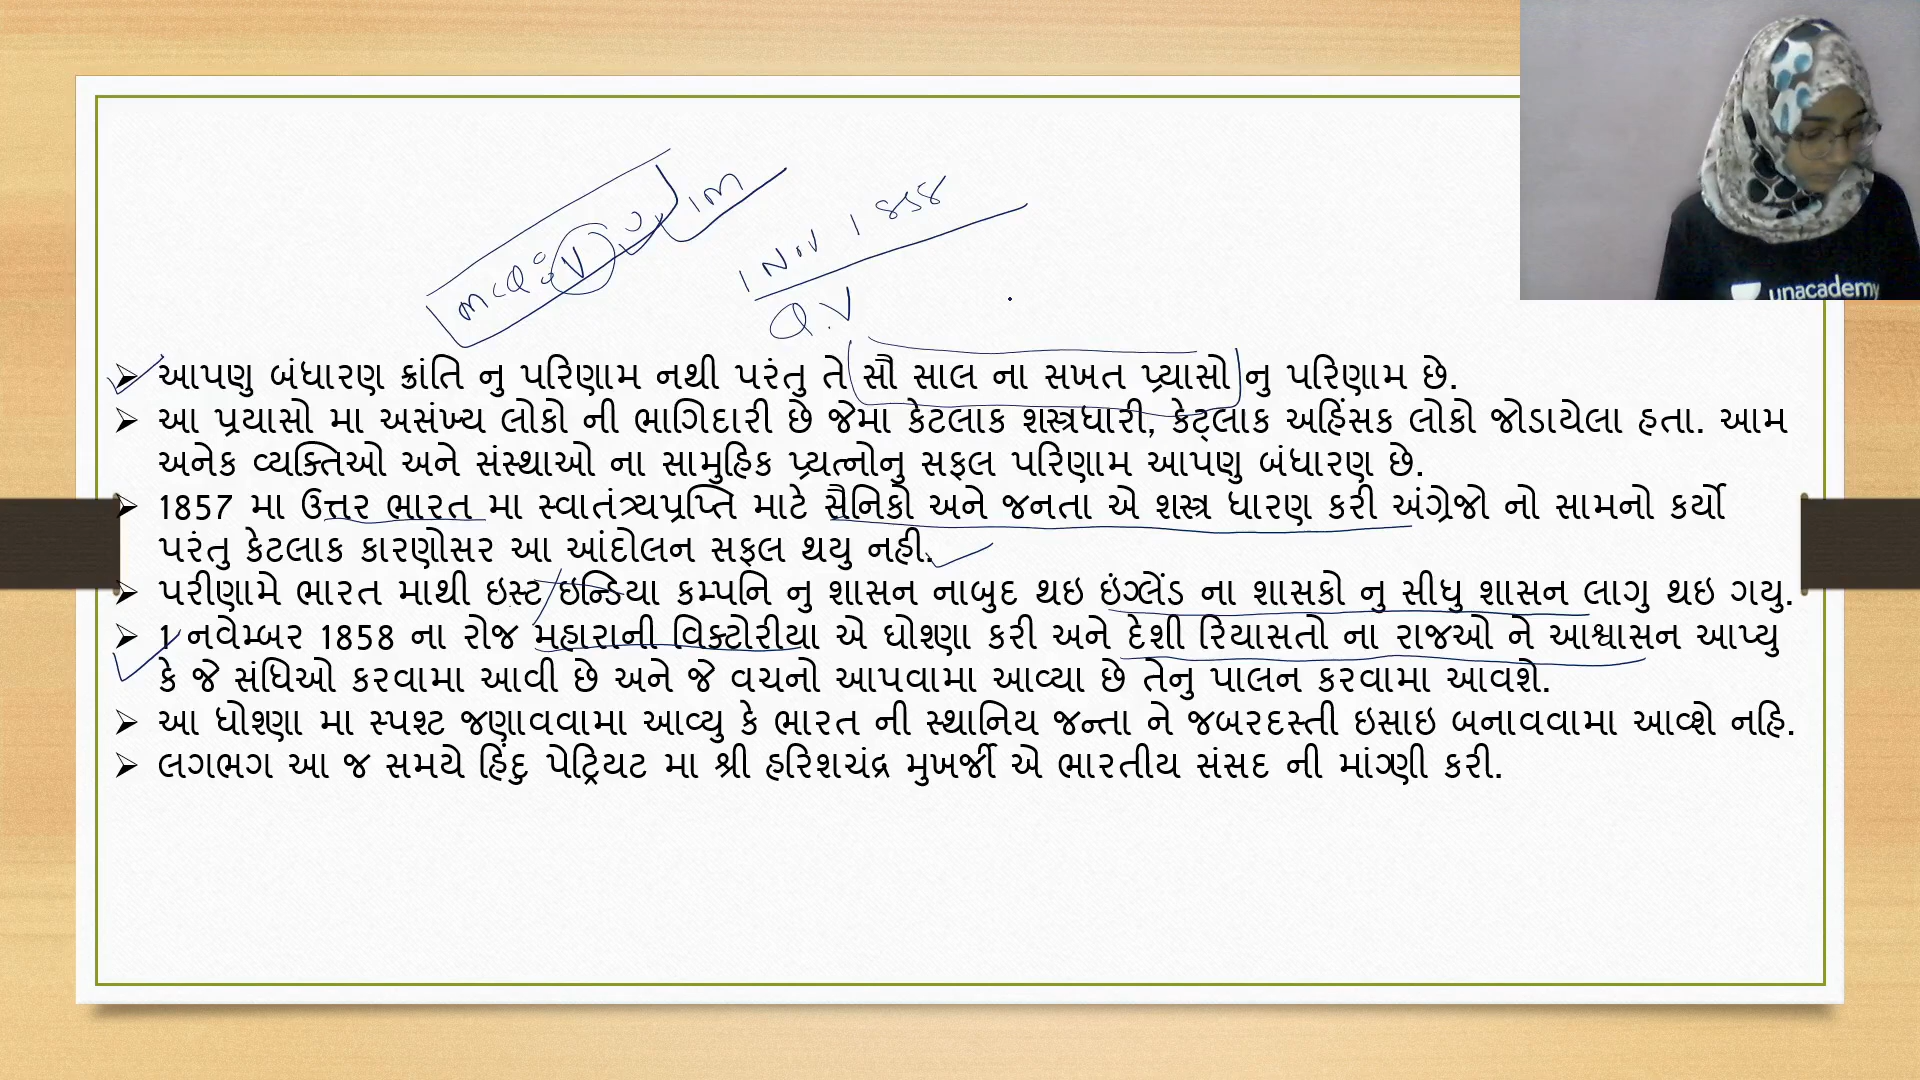 unacademy
mcq: V
1M
1 Nov 1858
Q.V
➢ આપણુ બંધારણ ક્રાંતિ નુ પરિણામ નથી પરંતુ તે સૌ સાલ ના સખત પ્ર્યાસો નુ પરિણામ છે.
➢ આ પ્રયાસો મા અસંખ્ય લોકો ની ભાગિદારી છે જેમા કેટલાક શસ્ત્રધારી, કેટ્લાક અહિંસક લોકો જોડાયેલા હતા. આમ
અનેક વ્યક્તિઓ અને સંસ્થાઓ ના સામુહિક પ્ર્યત્નોનુ સફલ પરિણામ આપણુ બંધારણ છે.
➢ 1857 મા ઉત્તર ભારત મા સ્વાતંત્ર્યપ્રપ્તિ માટે સૈનિકો અને જનતા એ શસ્ત્ર ધારણ કરી અંગ્રેજો નો સામનો કર્યો
પરંતુ કેટલાક કારણોસર આ આંદોલન સફલ થયુ નહી.
➢ પરીણામે ભારત માથી ઇસ્ટ ઇન્ડિયા કમ્પનિ નુ શાસન નાબુદ થઇ ઇંગ્લેંડ ના શાસકો નુ સીધુ શાસન લાગુ થઇ ગયુ.
➢ 1 નવેમ્બર 1858 ના રોજ મહારાની વિક્ટોરીયા એ ઘોશ્ણા કરી અને દેશી રિયાસતો ના રાજઓ ને આશ્વાસન આપ્યુ
કે જે સંધિઓ કરવામા આવી છે અને જે વચનો આપવામા આવ્યા છે તેનુ પાલન કરવામા આવશે.
➢ આ ઘોશ્ણા મા સ્પશ્ટ જણાવવામા આવ્યુ કે ભારત ની સ્થાનિય જન્તા ને જબરદસ્તી ઇસાઇ બનાવવામા આવ્શે નહિ.
➢ લગભગ આ જ સમયે હિંદુ પેટ્રિયટ મા શ્રી હરિશચંદ્ર મુખર્જી એ ભારતીય સંસદ ની માંગ્ણી કરી.